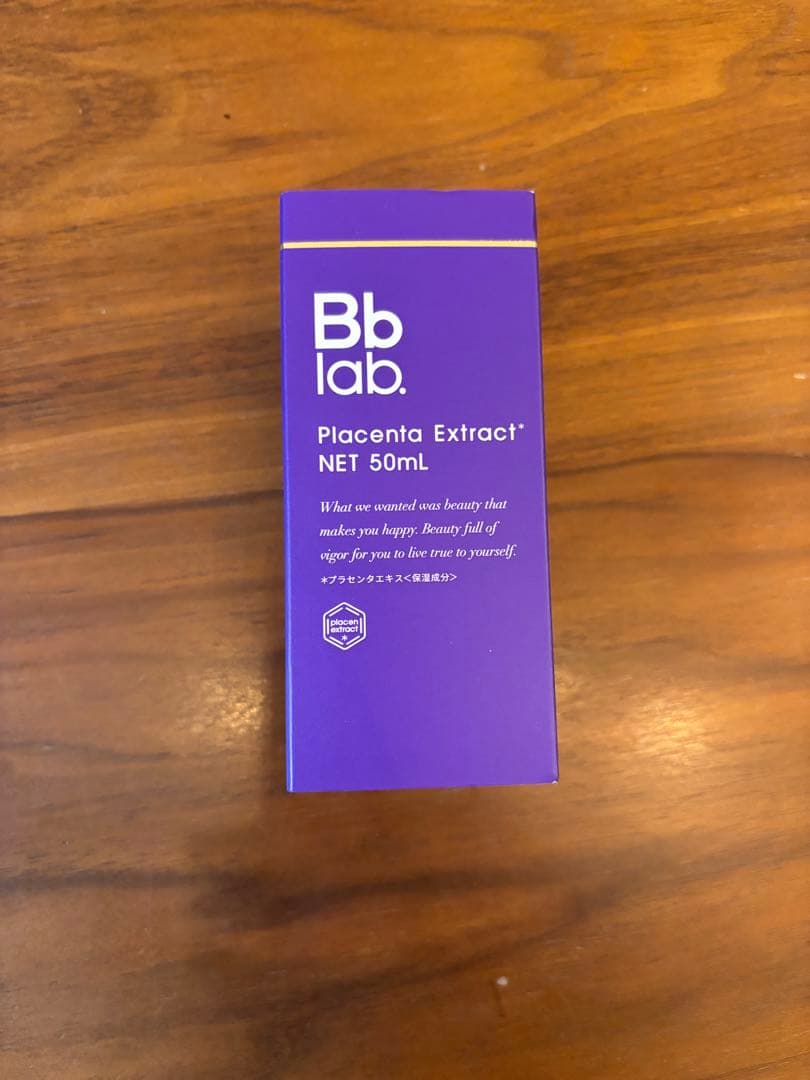 Bb
lab.
Placenta Extract*
NET 50mL
What we wanted was beauty that
makes you happy. Beauty full of
vigor for you to live true to yourself.
*プラセンタエキス<保湿成分>
placen
extract
*